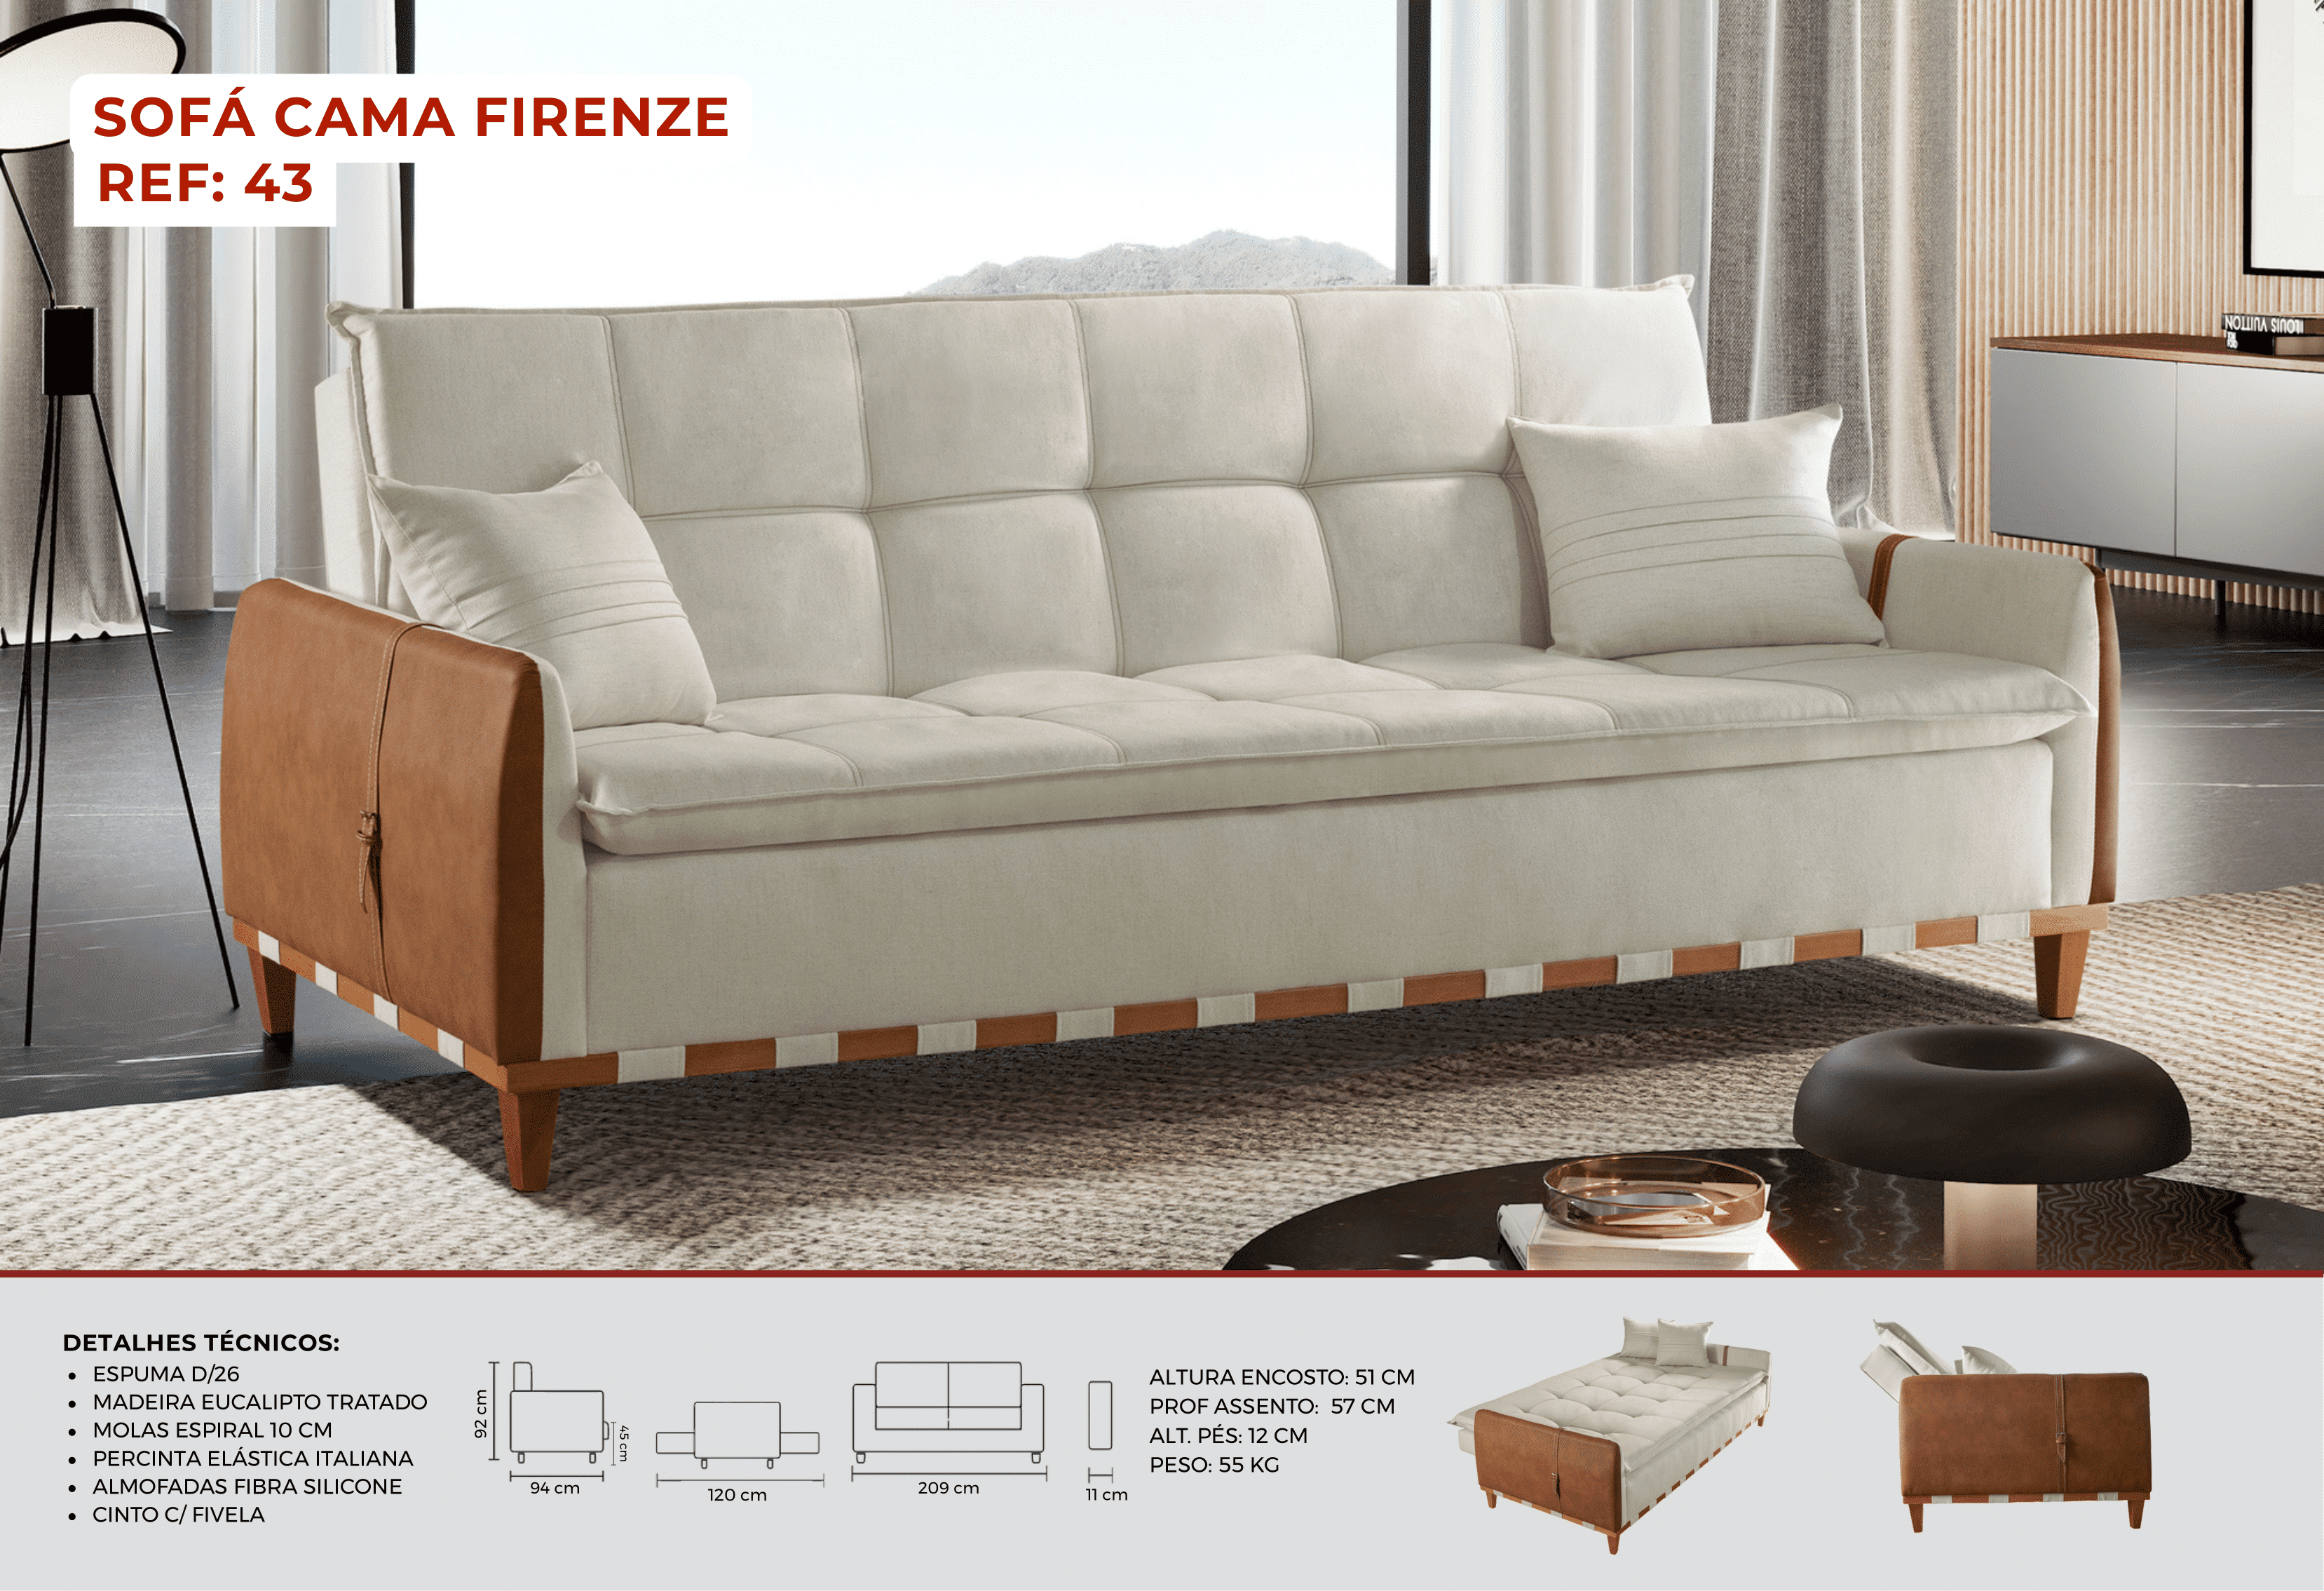 SOFÁ CAMA FIRENZE
REF: 43
LOUIS VUITTON
DETALHES TÉCNICOS:
• ESPUMA D/26
• MADEIRA EUCALIPTO TRATADO
• MOLAS ESPIRAL 10 CM
• PERCINTA ELÁSTICA ITALIANA
• ALMOFADAS FIBRA SILICONE
• CINTO C/ FIVELA
92 cm
45 cm
94 cm
120 cm
209 cm
11 cm
ALTURA ENCOSTO: 51 CM
PROF ASSENTO: 57 CM
ALT. PÉS: 12 CM
PESO: 55 KG